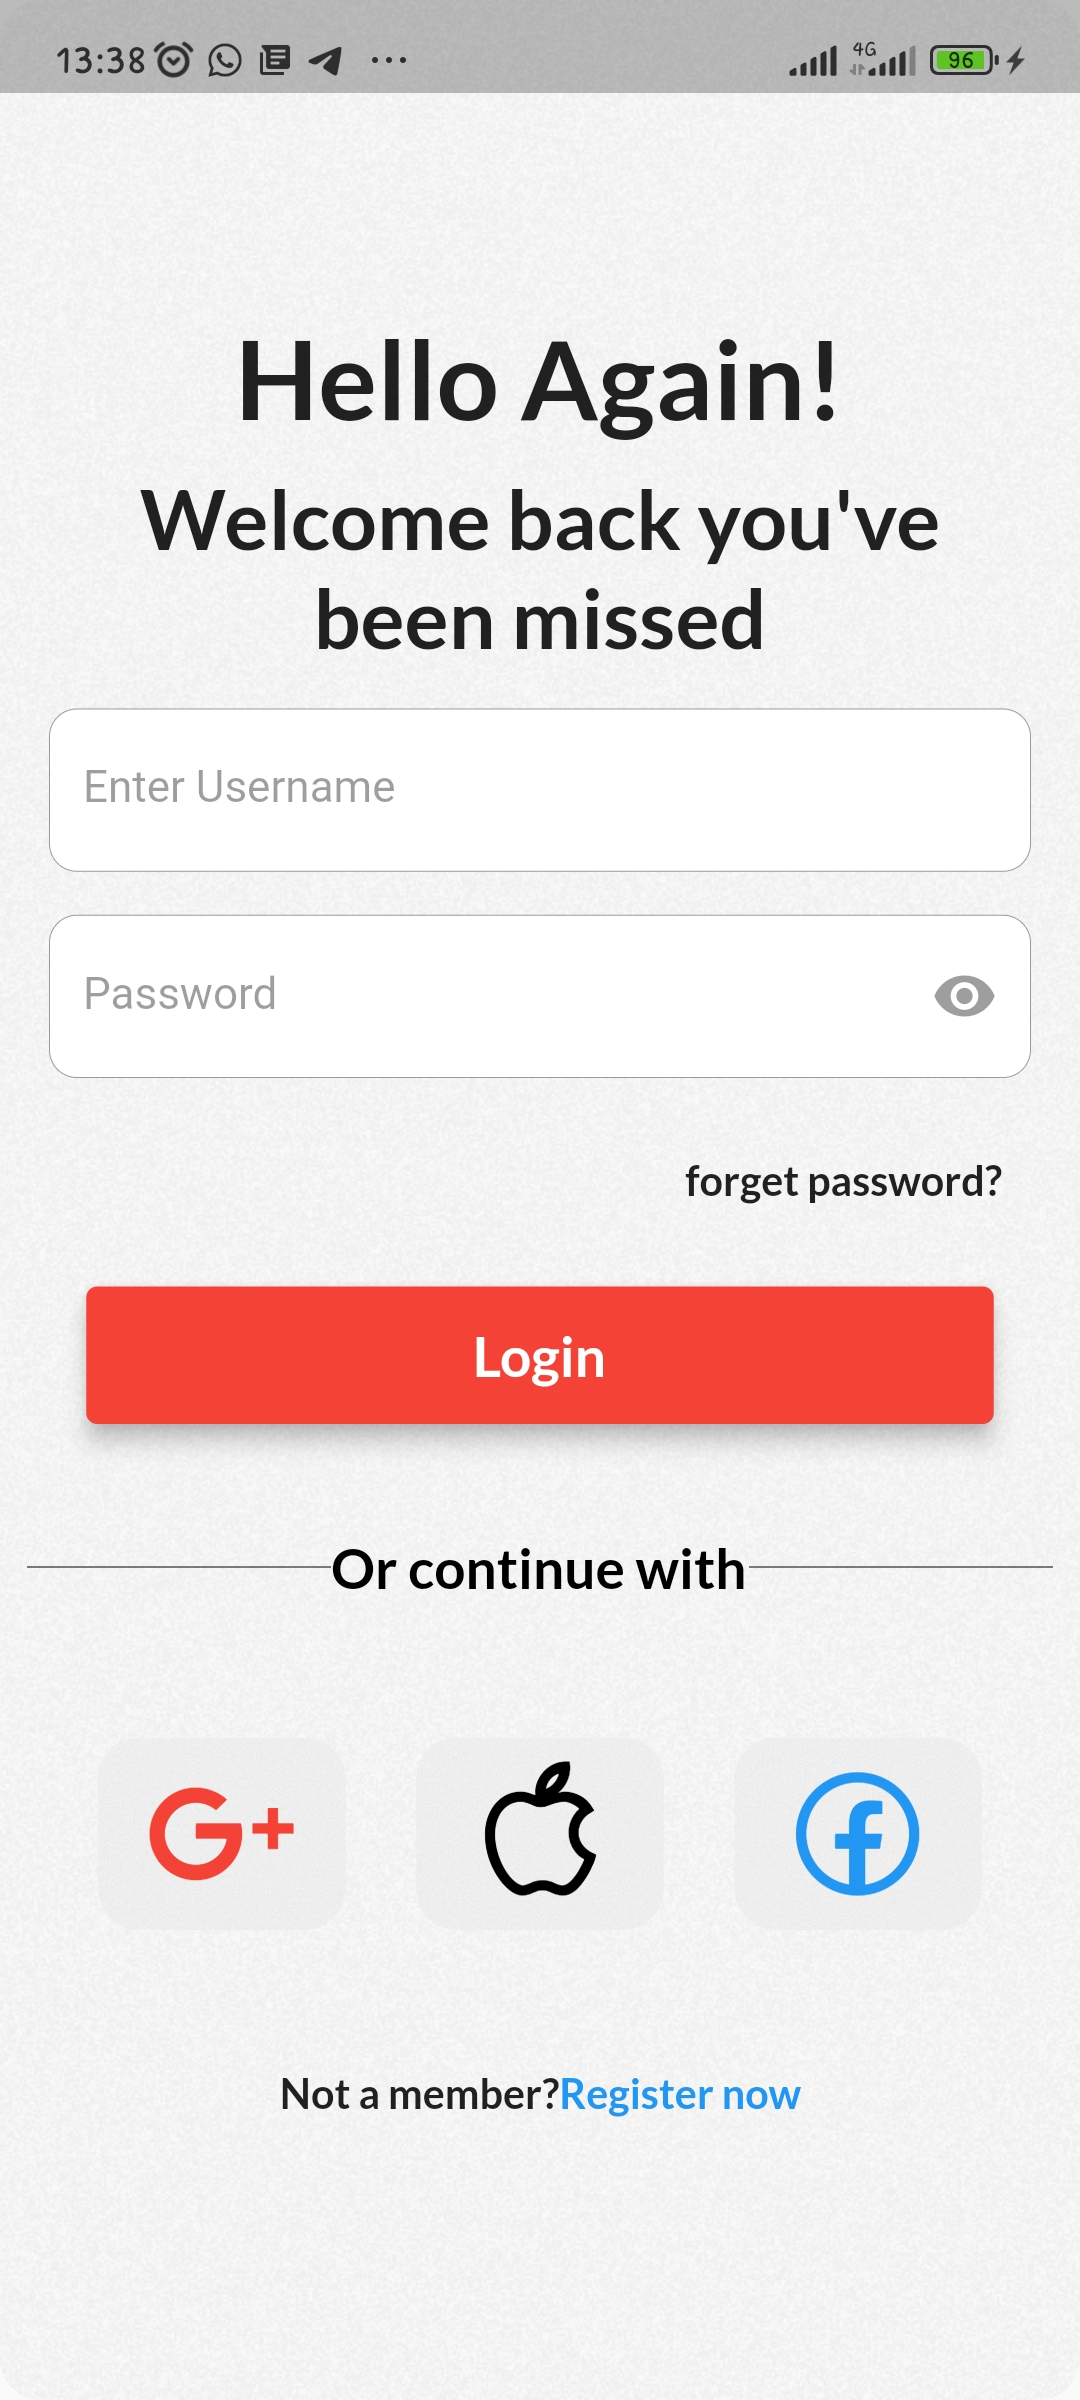 13:38
4G
96
Hello Again!
Welcome back you've
been missed
Enter Username
Password
forget password?
Login
Or continue with
G+
Not a member?Register now